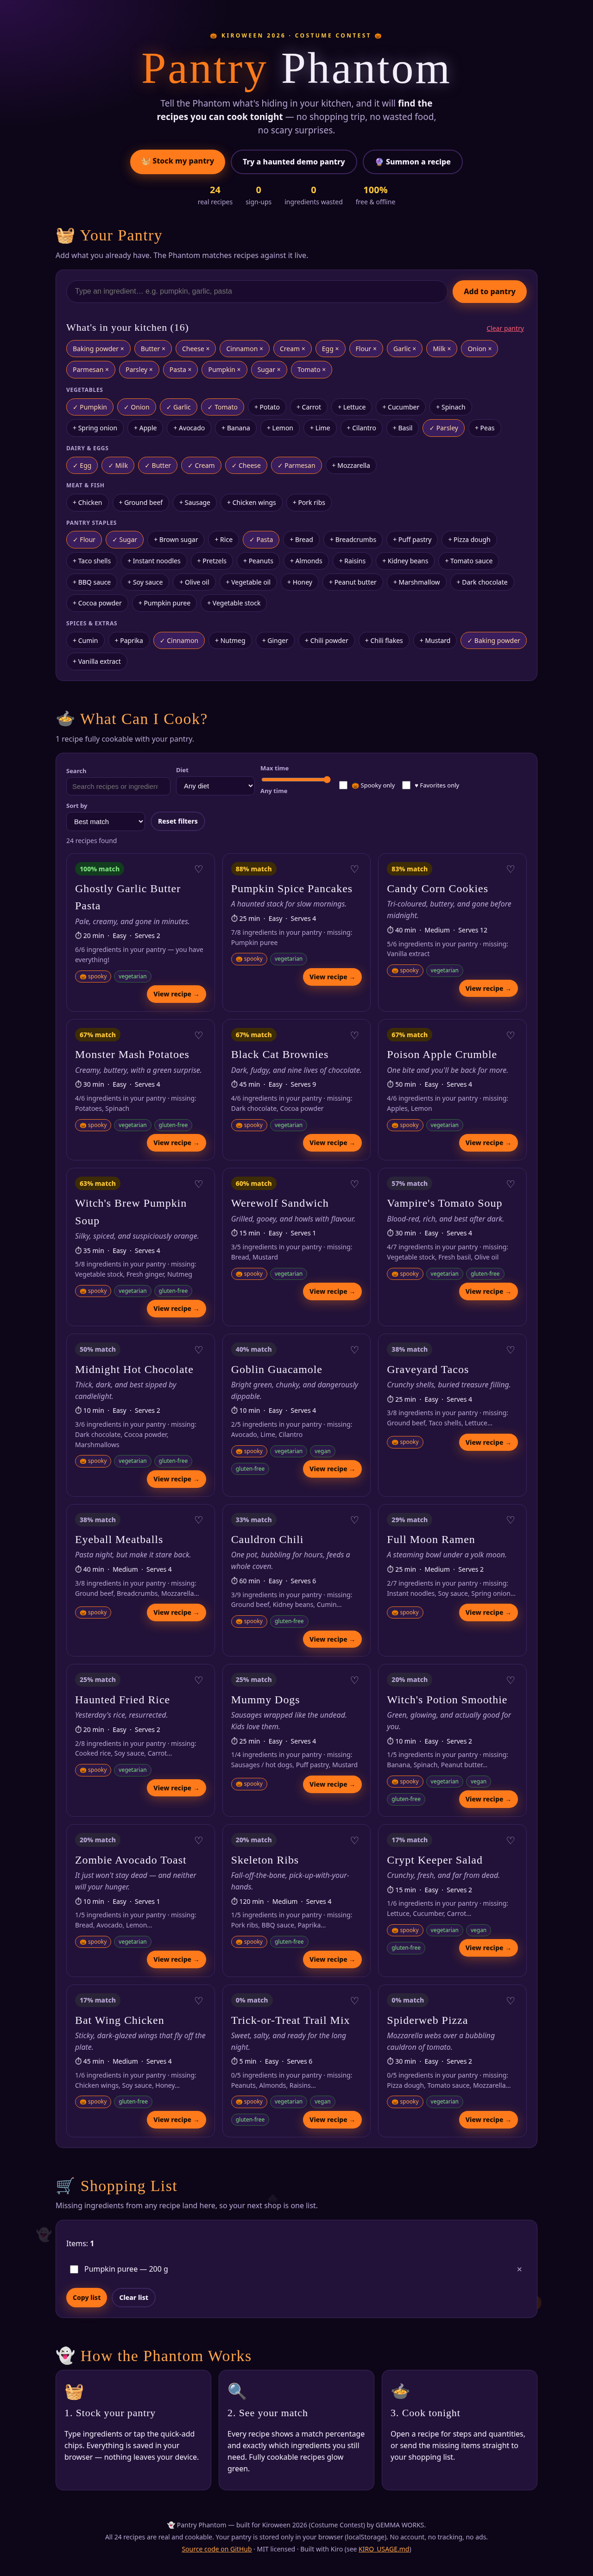 🎃 KIROWEEN 2026 · COSTUME CONTEST 🎃
Pantry Phantom
Tell the Phantom what's hiding in your kitchen, and it will find the
recipes you can cook tonight — no shopping trip, no wasted food,
no scary surprises.
Stock my pantry
Try a haunted demo pantry
🔮 Summon a recipe
24
0
0
100%
real recipes
sign-ups
ingredients wasted
free & offline
🧺 Your Pantry
Add what you already have. The Phantom matches recipes against it live.
Type an ingredient… e.g. pumpkin, garlic, pasta
Add to pantry
What's in your kitchen (16)
Clear pantry
Baking powder × Butter × Cheese × Cinnamon × Cream × Egg × Flour × Garlic × Milk × Onion ×
Parmesan × Parsley × Pasta × Pumpkin × Sugar × Tomato ×
VEGETABLES
✓ Pumpkin ✓ Onion ✓ Garlic ✓ Tomato + Potato + Carrot + Lettuce + Cucumber + Spinach
+ Spring onion + Apple + Avocado + Banana + Lemon + Lime + Cilantro + Basil ✓ Parsley + Peas
DAIRY & EGGS
✓ Egg ✓ Milk ✓ Butter ✓ Cream ✓ Cheese ✓ Parmesan + Mozzarella
MEAT & FISH
+ Chicken + Ground beef + Sausage + Chicken wings + Pork ribs
PANTRY STAPLES
✓ Flour ✓ Sugar + Brown sugar + Rice ✓ Pasta + Bread + Breadcrumbs + Puff pastry + Pizza dough
+ Taco shells + Instant noodles + Pretzels + Peanuts + Almonds + Raisins + Kidney beans + Tomato sauce
+ BBQ sauce + Soy sauce + Olive oil + Vegetable oil + Honey + Peanut butter + Marshmallow + Dark chocolate
+ Cocoa powder + Pumpkin puree + Vegetable stock
SPICES & EXTRAS
+ Cumin + Paprika ✓ Cinnamon + Nutmeg + Ginger + Chili powder + Chili flakes + Mustard ✓ Baking powder
+ Vanilla extract
🍲 What Can I Cook?
1 recipe fully cookable with your pantry.
Search
Diet
Max time
Search recipes or ingredien
Any diet
Any time
🎃 Spooky only
♥ Favorites only
Sort by
Best match
Reset filters
24 recipes found
100% match ♡
Ghostly Garlic Butter
Pasta
Pale, creamy, and gone in minutes.
⏱ 20 min · Easy · Serves 2
6/6 ingredients in your pantry — you have
everything!
🎃 spooky vegetarian
View recipe →
88% match ♡
Pumpkin Spice Pancakes
A haunted stack for slow mornings.
⏱ 25 min · Easy · Serves 4
7/8 ingredients in your pantry · missing:
Pumpkin puree
🎃 spooky vegetarian
View recipe →
83% match ♡
Candy Corn Cookies
Tri-coloured, buttery, and gone before
midnight.
⏱ 40 min · Medium · Serves 12
5/6 ingredients in your pantry · missing:
Vanilla extract
🎃 spooky vegetarian
View recipe →
67% match ♡
Monster Mash Potatoes
Creamy, buttery, with a green surprise.
⏱ 30 min · Easy · Serves 4
4/6 ingredients in your pantry · missing:
Potatoes, Spinach
🎃 spooky vegetarian gluten-free
View recipe →
67% match ♡
Black Cat Brownies
Dark, fudgy, and nine lives of chocolate.
⏱ 45 min · Easy · Serves 9
4/6 ingredients in your pantry · missing:
Dark chocolate, Cocoa powder
🎃 spooky vegetarian
View recipe →
67% match ♡
Poison Apple Crumble
One bite and you'll be back for more.
⏱ 50 min · Easy · Serves 4
4/6 ingredients in your pantry · missing:
Apples, Lemon
🎃 spooky vegetarian
View recipe →
63% match ♡
Witch's Brew Pumpkin
Soup
Silky, spiced, and suspiciously orange.
⏱ 35 min · Easy · Serves 4
5/8 ingredients in your pantry · missing:
Vegetable stock, Fresh ginger, Nutmeg
🎃 spooky vegetarian gluten-free
View recipe →
60% match ♡
Werewolf Sandwich
Grilled, gooey, and howls with flavour.
⏱ 15 min · Easy · Serves 1
3/5 ingredients in your pantry · missing:
Bread, Mustard
🎃 spooky vegetarian
View recipe →
57% match ♡
Vampire's Tomato Soup
Blood-red, rich, and best after dark.
⏱ 30 min · Easy · Serves 4
4/7 ingredients in your pantry · missing:
Vegetable stock, Fresh basil, Olive oil
🎃 spooky vegetarian gluten-free
View recipe →
50% match ♡
Midnight Hot Chocolate
Thick, dark, and best sipped by
candlelight.
⏱ 10 min · Easy · Serves 2
3/6 ingredients in your pantry · missing:
Dark chocolate, Cocoa powder,
Marshmallows
🎃 spooky vegetarian gluten-free
View recipe →
40% match ♡
Goblin Guacamole
Bright green, chunky, and dangerously
dippable.
⏱ 10 min · Easy · Serves 4
2/5 ingredients in your pantry · missing:
Avocado, Lime, Cilantro
🎃 spooky vegetarian vegan
gluten-free
View recipe →
38% match ♡
Graveyard Tacos
Crunchy shells, buried treasure filling.
⏱ 25 min · Easy · Serves 4
3/8 ingredients in your pantry · missing:
Ground beef, Taco shells, Lettuce…
🎃 spooky
View recipe →
38% match ♡
Eyeball Meatballs
Pasta night, but make it stare back.
⏱ 40 min · Medium · Serves 4
3/8 ingredients in your pantry · missing:
Ground beef, Breadcrumbs, Mozzarella…
🎃 spooky
View recipe →
33% match ♡
Cauldron Chili
One pot, bubbling for hours, feeds a
whole coven.
⏱ 60 min · Easy · Serves 6
3/9 ingredients in your pantry · missing:
Ground beef, Kidney beans, Cumin…
🎃 spooky gluten-free
View recipe →
29% match ♡
Full Moon Ramen
A steaming bowl under a yolk moon.
⏱ 25 min · Medium · Serves 2
2/7 ingredients in your pantry · missing:
Instant noodles, Soy sauce, Spring onion…
🎃 spooky
View recipe →
25% match ♡
Haunted Fried Rice
Yesterday's rice, resurrected.
⏱ 20 min · Easy · Serves 2
2/8 ingredients in your pantry · missing:
Cooked rice, Soy sauce, Carrot…
🎃 spooky vegetarian
View recipe →
25% match ♡
Mummy Dogs
Sausages wrapped like the undead.
Kids love them.
⏱ 25 min · Easy · Serves 4
1/4 ingredients in your pantry · missing:
Sausages / hot dogs, Puff pastry, Mustard
🎃 spooky
View recipe →
20% match ♡
Witch's Potion Smoothie
Green, glowing, and actually good for
you.
⏱ 10 min · Easy · Serves 2
1/5 ingredients in your pantry · missing:
Banana, Spinach, Peanut butter…
🎃 spooky vegetarian vegan
gluten-free
View recipe →
20% match ♡
Zombie Avocado Toast
It just won't stay dead — and neither
will your hunger.
⏱ 10 min · Easy · Serves 1
1/5 ingredients in your pantry · missing:
Bread, Avocado, Lemon…
🎃 spooky vegetarian
View recipe →
20% match ♡
Skeleton Ribs
Fall-off-the-bone, pick-up-with-your-
hands.
⏱ 120 min · Medium · Serves 4
1/5 ingredients in your pantry · missing:
Pork ribs, BBQ sauce, Paprika…
🎃 spooky gluten-free
View recipe →
17% match ♡
Crypt Keeper Salad
Crunchy, fresh, and far from dead.
⏱ 15 min · Easy · Serves 2
1/6 ingredients in your pantry · missing:
Lettuce, Cucumber, Carrot…
🎃 spooky vegetarian vegan
gluten-free
View recipe →
17% match ♡
Bat Wing Chicken
Sticky, dark-glazed wings that fly off the
plate.
⏱ 45 min · Medium · Serves 4
1/6 ingredients in your pantry · missing:
Chicken wings, Soy sauce, Honey…
🎃 spooky gluten-free
View recipe →
0% match ♡
Trick-or-Treat Trail Mix
Sweet, salty, and ready for the long
night.
⏱ 5 min · Easy · Serves 6
0/5 ingredients in your pantry · missing:
Peanuts, Almonds, Raisins…
🎃 spooky vegetarian vegan
gluten-free
View recipe →
0% match ♡
Spiderweb Pizza
Mozzarella webs over a bubbling
cauldron of tomato.
⏱ 30 min · Easy · Serves 2
0/5 ingredients in your pantry · missing:
Pizza dough, Tomato sauce, Mozzarella…
🎃 spooky vegetarian
View recipe →
🛒 Shopping List
Missing ingredients from any recipe land here, so your next shop is one list.
Items: 1
Pumpkin puree — 200 g ×
Copy list
Clear list
👻 How the Phantom Works
🧺
1. Stock your pantry
Type ingredients or tap the quick-add
chips. Everything is saved in your
browser — nothing leaves your device.
🔍
2. See your match
Every recipe shows a match percentage
and exactly which ingredients you still
need. Fully cookable recipes glow
green.
🍲
3. Cook tonight
Open a recipe for steps and quantities,
or send the missing items straight to
your shopping list.
👻 Pantry Phantom — built for Kiroween 2026 (Costume Contest) by GEMMA WORKS.
All 24 recipes are real and cookable. Your pantry is stored only in your browser (localStorage). No account, no tracking, no ads.
Source code on GitHub · MIT licensed · Built with Kiro (see KIRO_USAGE.md)